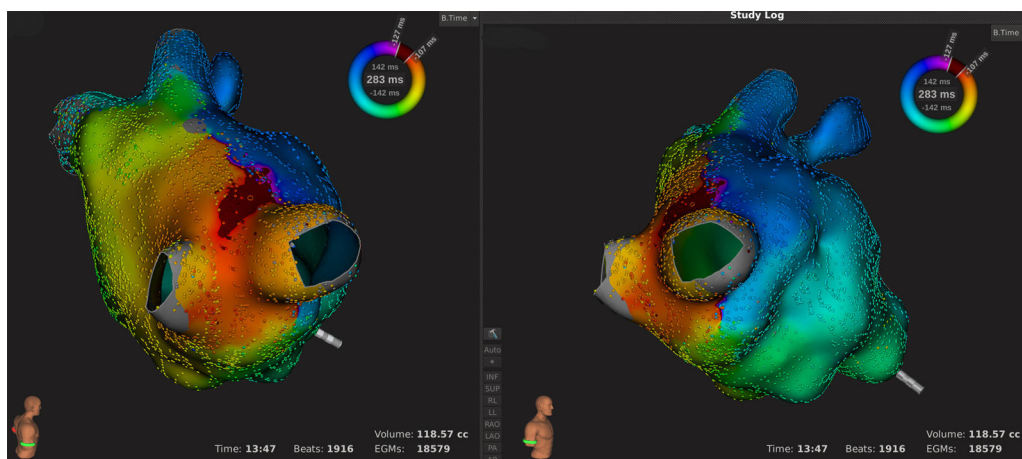 Study Log
B.Time
-127 ms
-107 ms
142 ms
283 ms
-142 ms
Volume: 118.57 cc
Time: 13:47 Beats: 1916 EGMs: 18579
B.Time
-127 ms
-107 ms
142 ms
283 ms
-142 ms
Auto
INF
SUP
RL
LL
RAO
LAO
PA
Volume: 118.57 cc
Time: 13:47 Beats: 1916 EGMs: 18579